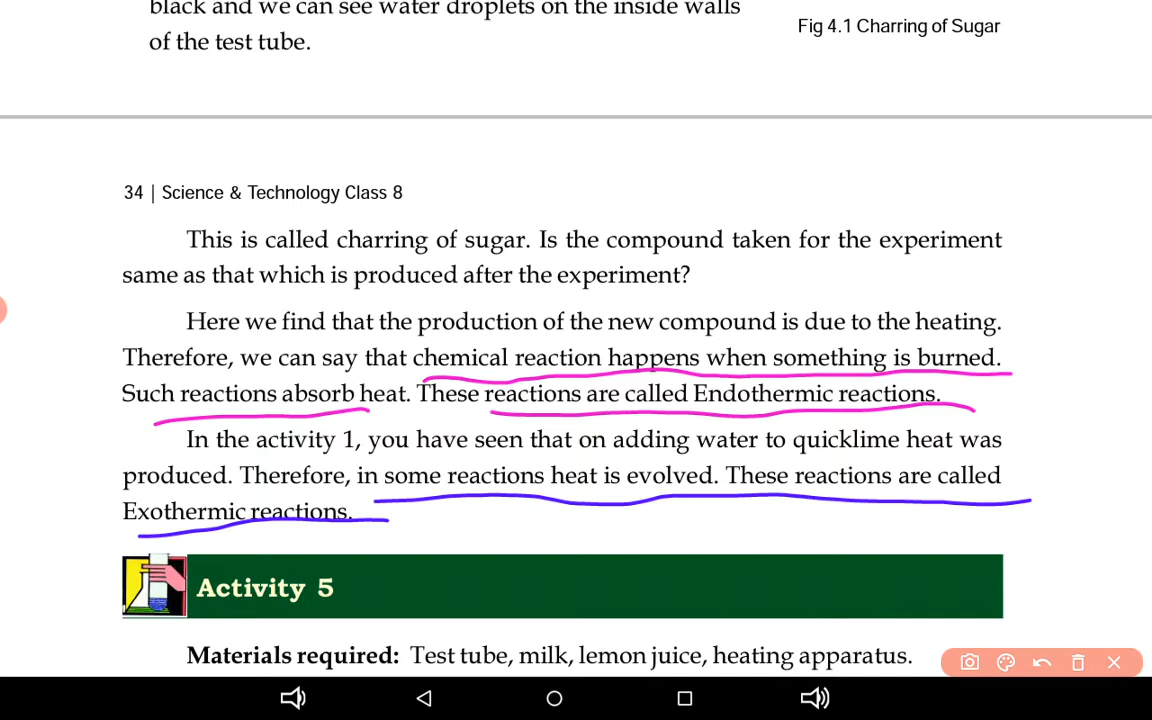 black and we can see water droplets on the inside walls
of the test tube.
Fig 4.1 Charring of Sugar
34 | Science & Technology Class 8
This is called charring of sugar. Is the compound taken for the experiment
same as that which is produced after the experiment?
Here we find that the production of the new compound is due to the heating.
Therefore, we can say that chemical reaction happens when something is burned.
Such reactions absorb heat. These reactions are called Endothermic reactions.
In the activity 1, you have seen that on adding water to quicklime heat was
produced. Therefore, in some reactions heat is evolved. These reactions are called
Exothermic reactions.
Activity 5
Materials required: Test tube, milk, lemon juice, heating apparatus.